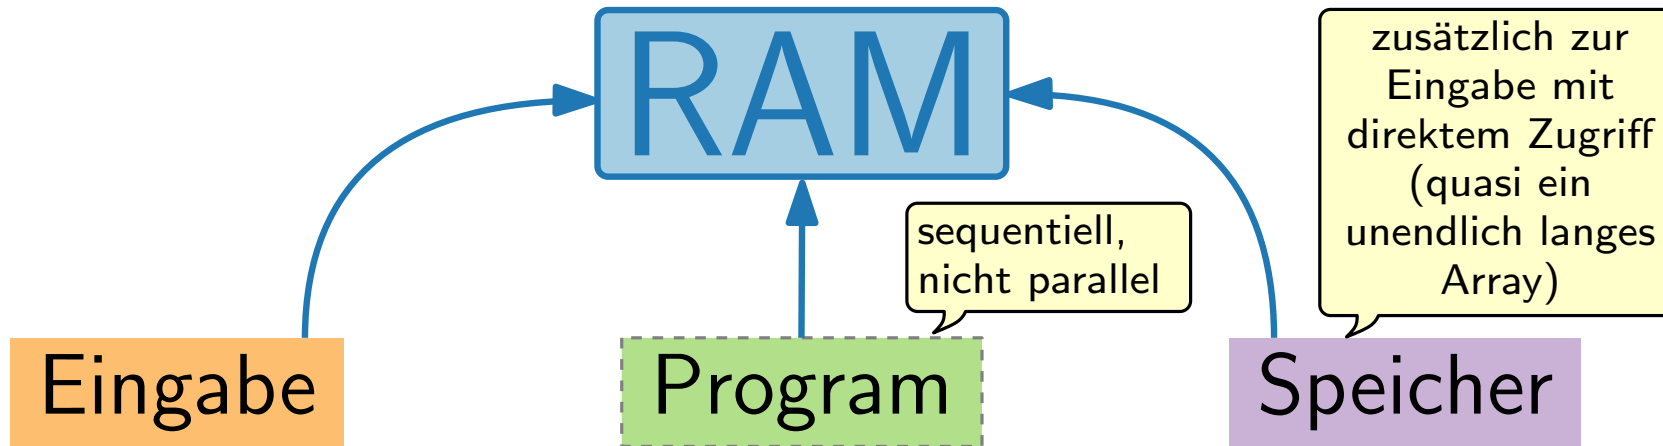 RAM
zusätzlich zur
Eingabe mit
direktem Zugriff
(quasi ein
unendlich langes
Array)
sequentiell,
nicht parallel
Eingabe
Program
Speicher